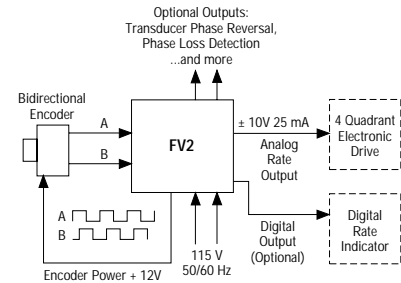 Optional Outputs:
Transducer Phase Reversal,
Phase Loss Detection
...and more
Bidirectional
Encoder
A
B
FV2
± 10V 25 mA
Analog
Rate
Output
4 Quadrant
Electronic
Drive
A
B
Encoder Power + 12V
115 V
50/60 Hz
Digital
Output
(Optional)
Digital
Rate
Indicator